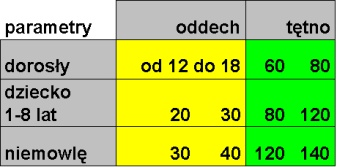 parametry oddech tętno
dorosły od 12 do 18 60 80
dziecko
1-8 lat 20 30 80 120
niemowlę 30 40 120 140